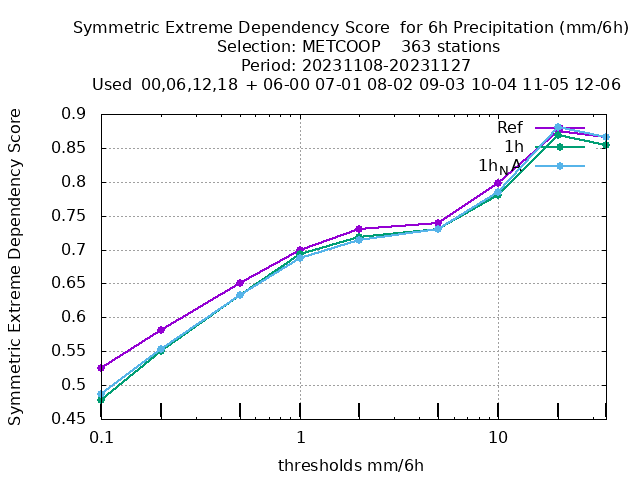 Symmetric Extreme Dependency Score  for 6h Precipitation (mm/6h)
Selection: METCOOP    363 stations
Period: 20231108-20231127
Used  00,06,12,18  + 06-00 07-01 08-02 09-03 10-04 11-05 12-06
Symmetric Extreme Dependency Score
0.9
0.85
0.8
0.75
0.7
0.65
0.6
0.55
0.5
0.45
Ref
1h
1h_NA
0.1 1 10
thresholds mm/6h